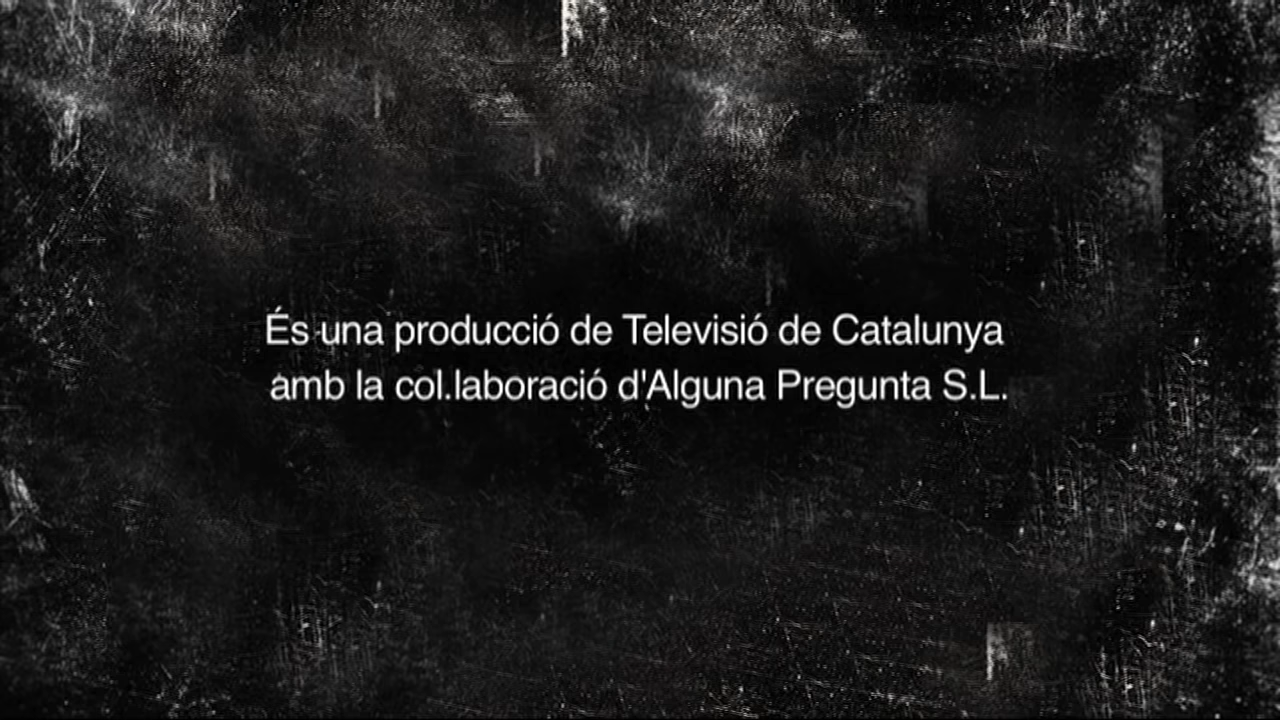 És una producció de Televisió de Catalunya
amb la col.laboració d'Alguna Pregunta S.L.